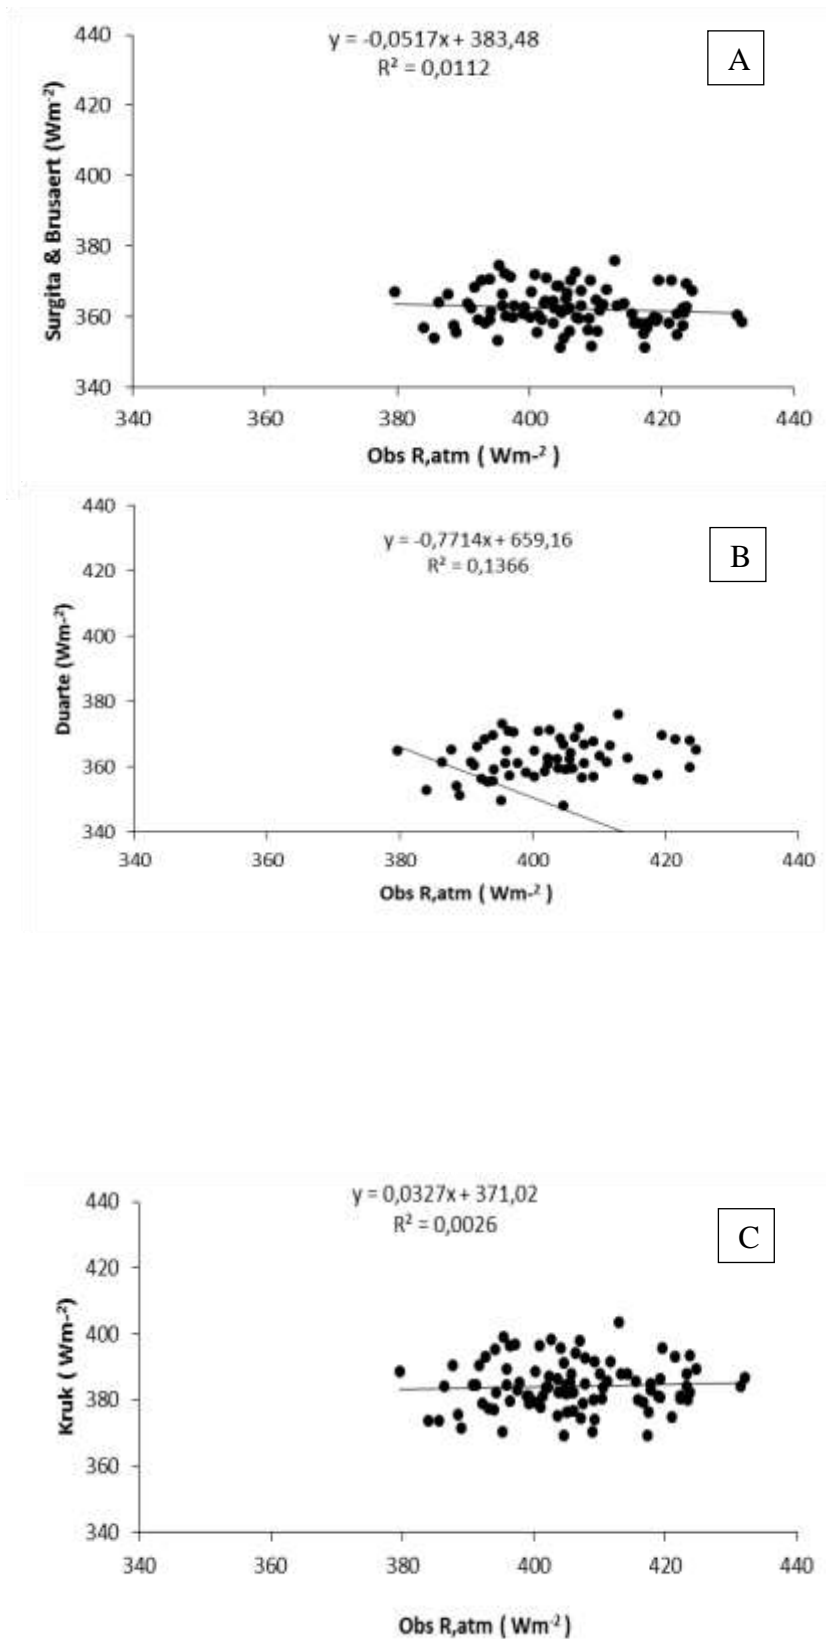 y = -0,0517x + 383,48
R² = 0,0112
A
440
420
400
380
360
340
Surgita & Brusaert (Wm-²)
340 360 380 400 420 440
Obs R,atm ( Wm-² )
y = -0,7714x + 659,16
R² = 0,1366
B
440
420
400
380
360
340
Duarte (Wm-²)
340 360 380 400 420 440
Obs R,atm ( Wm-² )
y = 0,0327x + 371,02
R² = 0,0026
C
440
420
400
380
360
340
Kruk ( Wm-²)
340 360 380 400 420 440
Obs R,atm ( Wm-² )